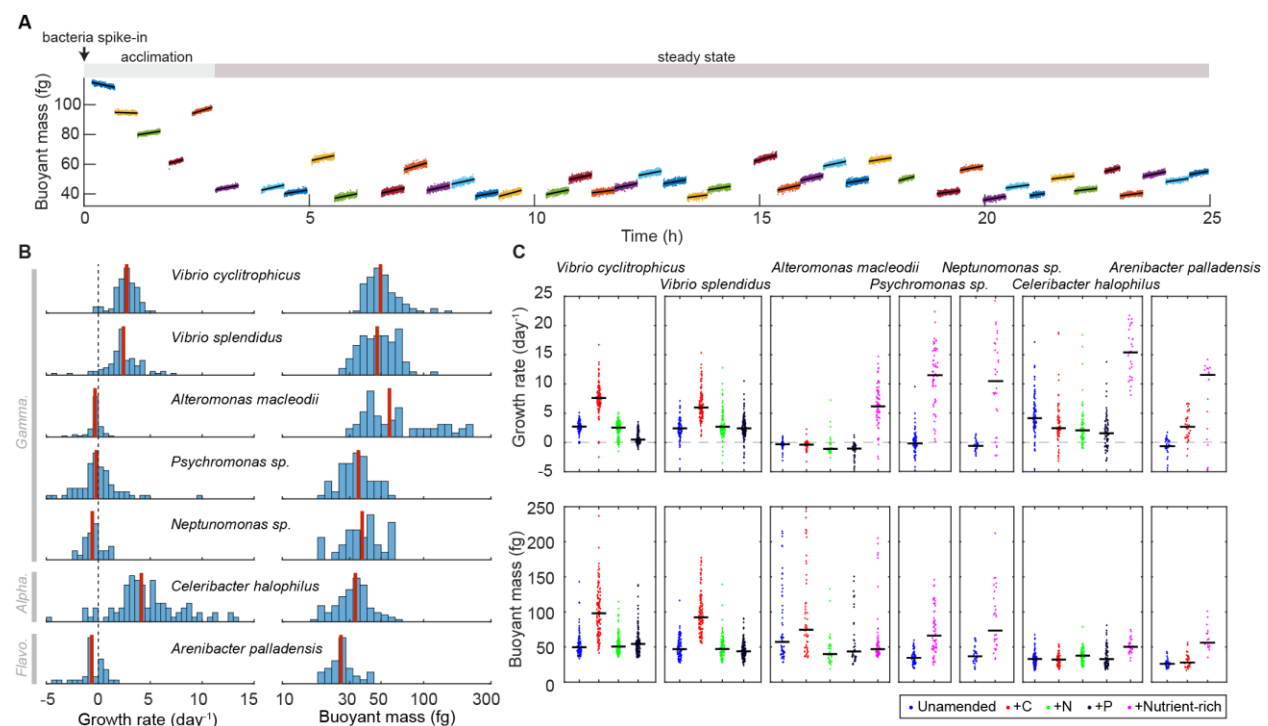 A
bacteria spike-in
acclimation
steady state
Buoyant mass (fg)
100
80
60
40
0
5
10
15
20
25
Time (h)
B
Gamma.
Alpha.
Flavo.
Vibrio cyclitrophicus
Vibrio splendidus
Alteromonas macleodii
Psychromonas sp.
Neptunomonas sp.
Celeribacter halophilus
Arenibacter palladensis
-5 0 5 10 15
Growth rate (day-1)
10 30 50 100 300
Buoyant mass (fg)
C
Vibrio cyclitrophicus
Vibrio splendidus
Alteromonas macleodii
Psychromonas sp.
Neptunomonas sp.
Celeribacter halophilus
Arenibacter palladensis
Growth rate (day-1)
25
20
15
10
5
0
-5
Buoyant mass (fg)
250
200
150
100
50
0
Unamended +C +N +P +Nutrient-rich